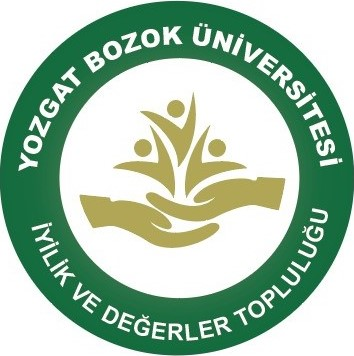 YOZGAT BOZOK ÜNİVERSİTESİ
İYİLİK VE DEĞERLER TOPLULUĞU